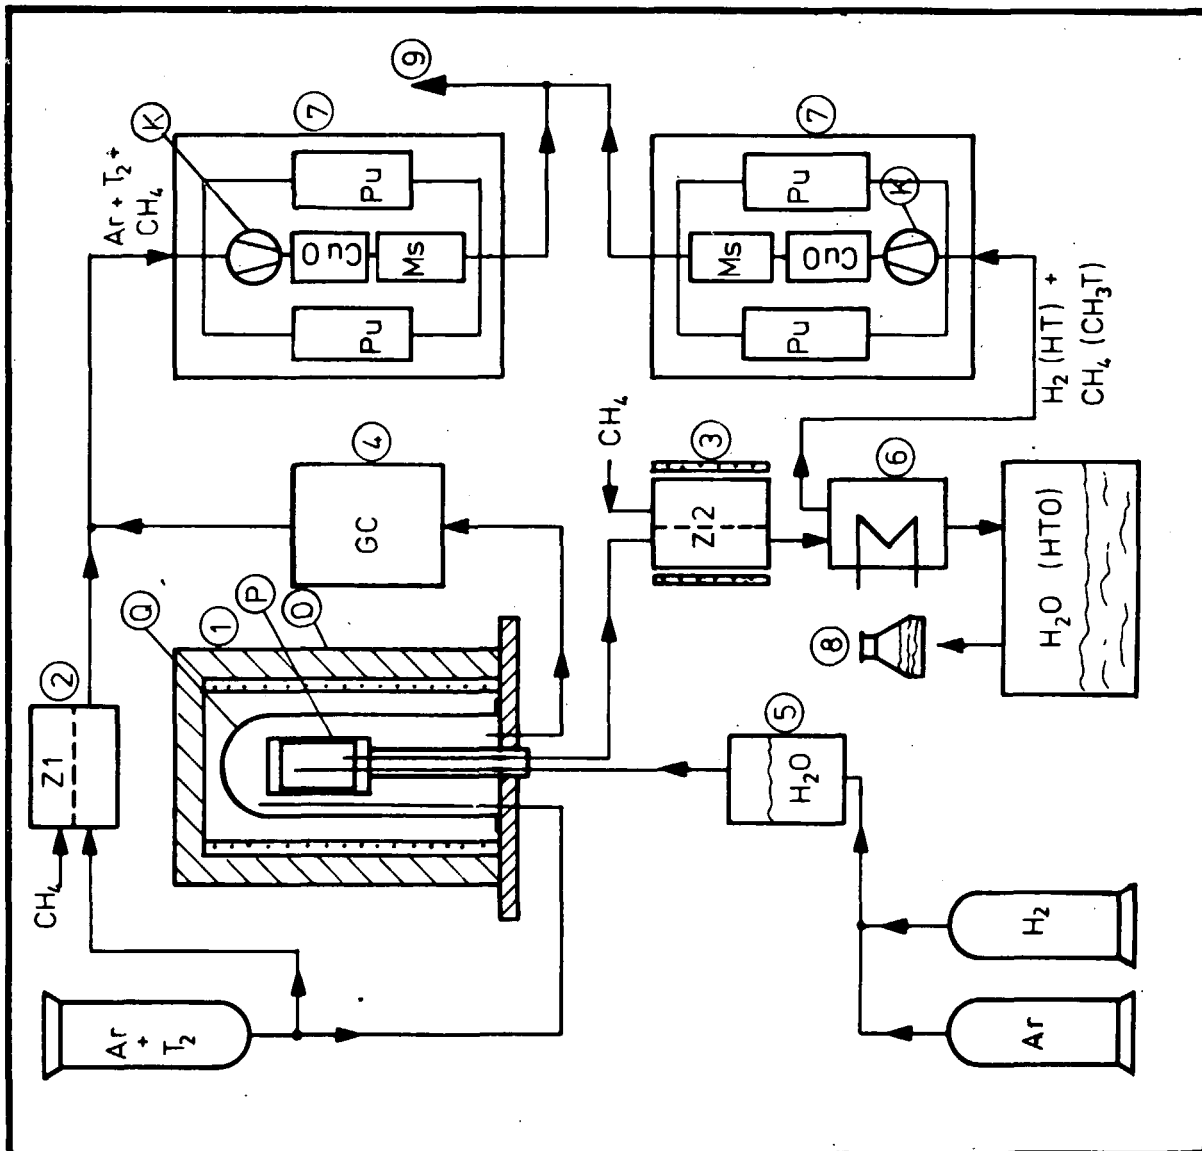 9
K
7
7
Ar + T₂ +
CH₄
Pu
CuO
Ms
Pu
Pu
Ms
CuO
K
Pu
H₂ (HT) +
CH₄ (CH₃T)
CH₄
4
GC
3
Zi2
6
Q
1
O
P
2
Z1
CH₄
8
H₂O (HTO)
5
H₂O
Ar
+
T₂
H₂
Ar